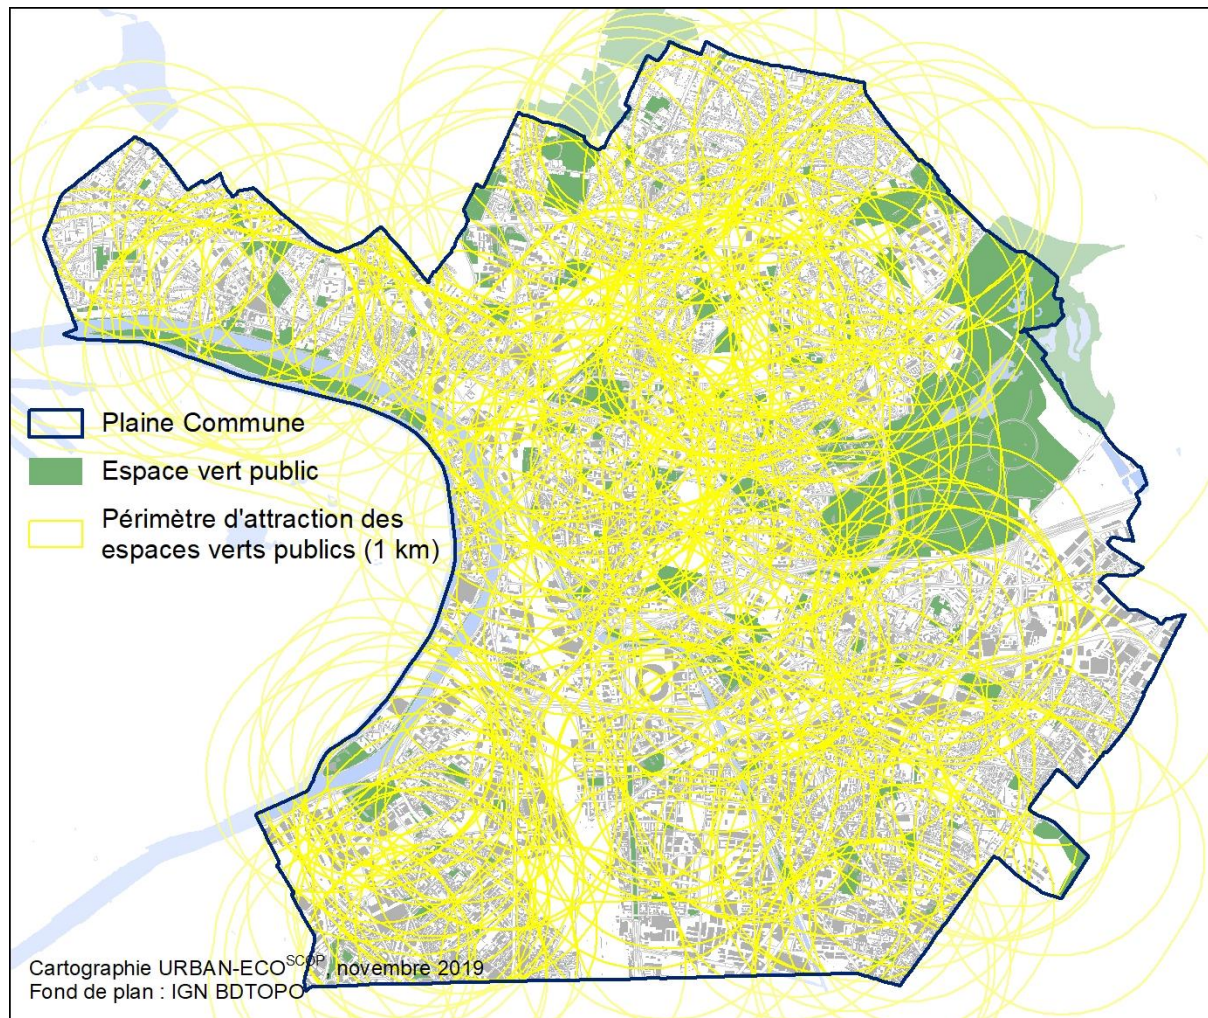 Plaine Commune
Espace vert public
Périmètre d'attraction des
espaces verts publics (1 km)
Cartographie URBAN-ECOSCOP, novembre 2019
Fond de plan : IGN BDTOPO